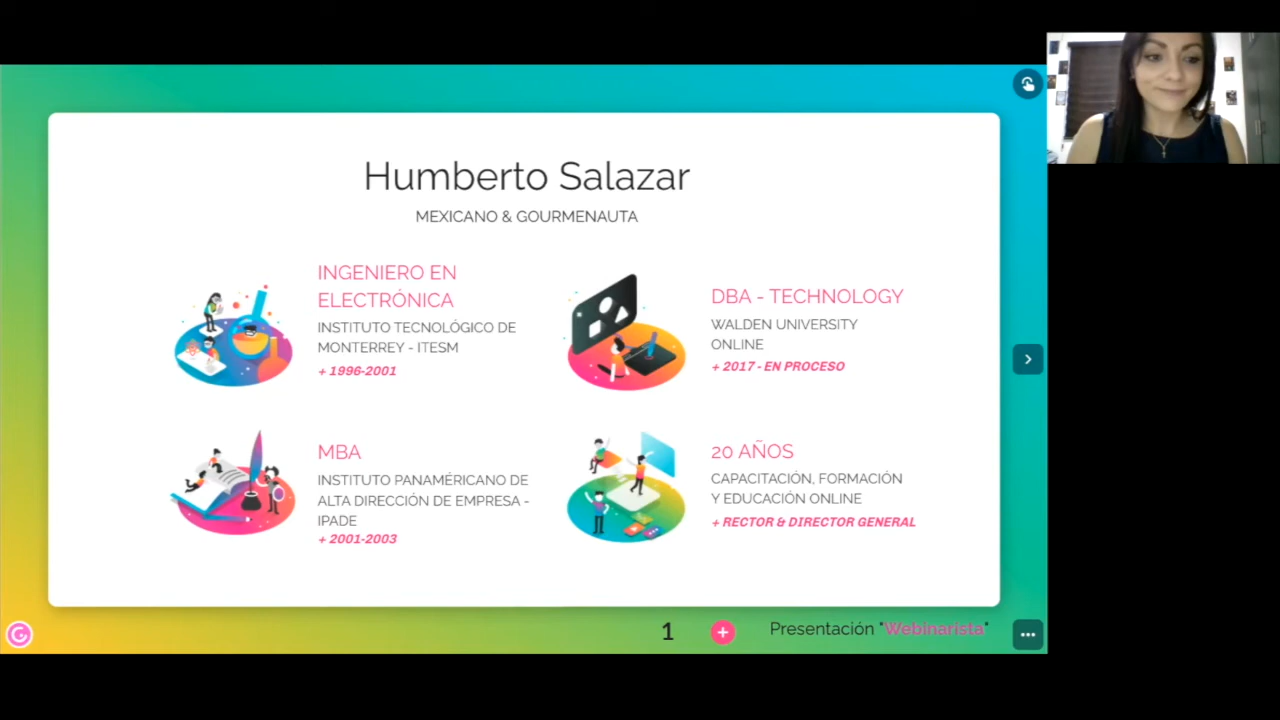 Humberto Salazar
MEXICANO & GOURMENAUTA
INGENIERO EN
ELECTRÓNICA
INSTITUTO TECNOLÓGICO DE
MONTERREY - ITESM
+ 1996-2001
DBA - TECHNOLOGY
WALDEN UNIVERSITY
ONLINE
+ 2017 - EN PROCESO
MBA
INSTITUTO PANAMÉRICANO DE
ALTA DIRECCIÓN DE EMPRESA -
IPADE
+ 2001-2003
20 AÑOS
CAPACITACIÓN, FORMACIÓN
Y EDUCACIÓN ONLINE
+ RECTOR & DIRECTOR GENERAL
1
Presentación "Webinarista"